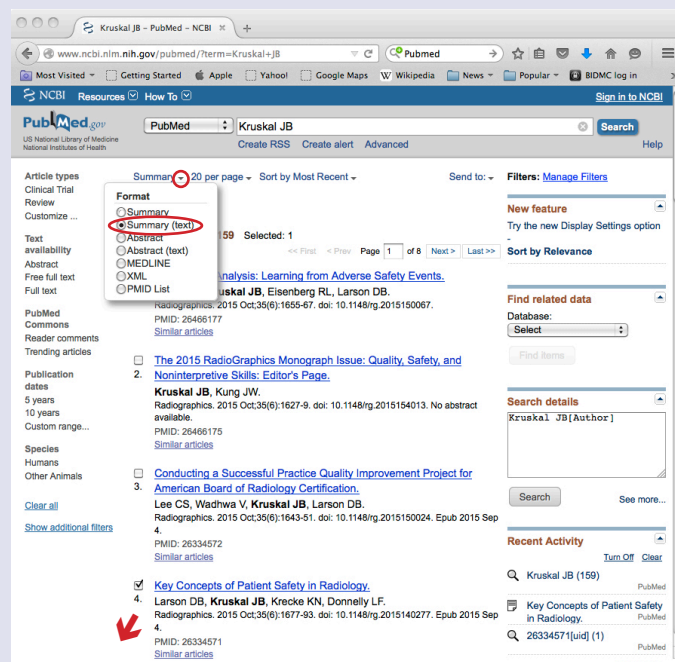 Kruskal JB – PubMed – NCBI
www.ncbi.nlm.nih.gov/pubmed/?term=Kruskal+JB
Pubmed
Most Visited
Getting Started
Apple
Yahoo!
Google Maps
Wikipedia
News
Popular
BIDMC log in
NCBI Resources How To
Sign in to NCBI
PubMed.gov
US National Library of Medicine
National Institutes of Health
PubMed
Kruskal JB
Search
Create RSS Create alert Advanced
Help
Article types
Clinical Trial
Review
Customize ...
Text
availability
Abstract
Free full text
Full text
PubMed
Commons
Reader comments
Trending articles
Publication
dates
5 years
10 years
Custom range...
Species
Humans
Other Animals
Clear all
Show additional filters
Summary 20 per page Sort by Most Recent Send to:
Format
Summary
Summary (text)
Abstract
Abstract (text)
MEDLINE
XML
PMID List
159 Selected: 1
<< First < Prev Page 1 of 8 Next > Last >>
nalysis: Learning from Adverse Safety Events.
uskal JB, Eisenberg RL, Larson DB.
Radiographics. 2015 Oct;35(6):1655-67. doi: 10.1148/rg.2015150067.
PMID: 26466177
Similar articles
The 2015 RadioGraphics Monograph Issue: Quality, Safety, and
2. Noninterpretive Skills: Editor's Page.
Kruskal JB, Kung JW.
Radiographics. 2015 Oct;35(6):1627-9. doi: 10.1148/rg.2015154013. No abstract
available.
PMID: 26466175
Similar articles
Conducting a Successful Practice Quality Improvement Project for
3. American Board of Radiology Certification.
Lee CS, Wadhwa V, Kruskal JB, Larson DB.
Radiographics. 2015 Oct;35(6):1643-51. doi: 10.1148/rg.2015150024. Epub 2015 Sep
4.
PMID: 26334572
Similar articles
Key Concepts of Patient Safety in Radiology.
4. Larson DB, Kruskal JB, Krecke KN, Donnelly LF.
Radiographics. 2015 Oct;35(6):1677-93. doi: 10.1148/rg.2015140277. Epub 2015 Sep
4.
PMID: 26334571
Similar articles
Filters: Manage Filters
New feature
Try the new Display Settings option
-
Sort by Relevance
Find related data
Database:
Select
Find items
Search details
Kruskal JB[Author]
Search
See more...
Recent Activity
Turn Off Clear
Kruskal JB (159)
PubMed
Key Concepts of Patient Safety
in Radiology.
PubMed
26334571[uid] (1)
PubMed